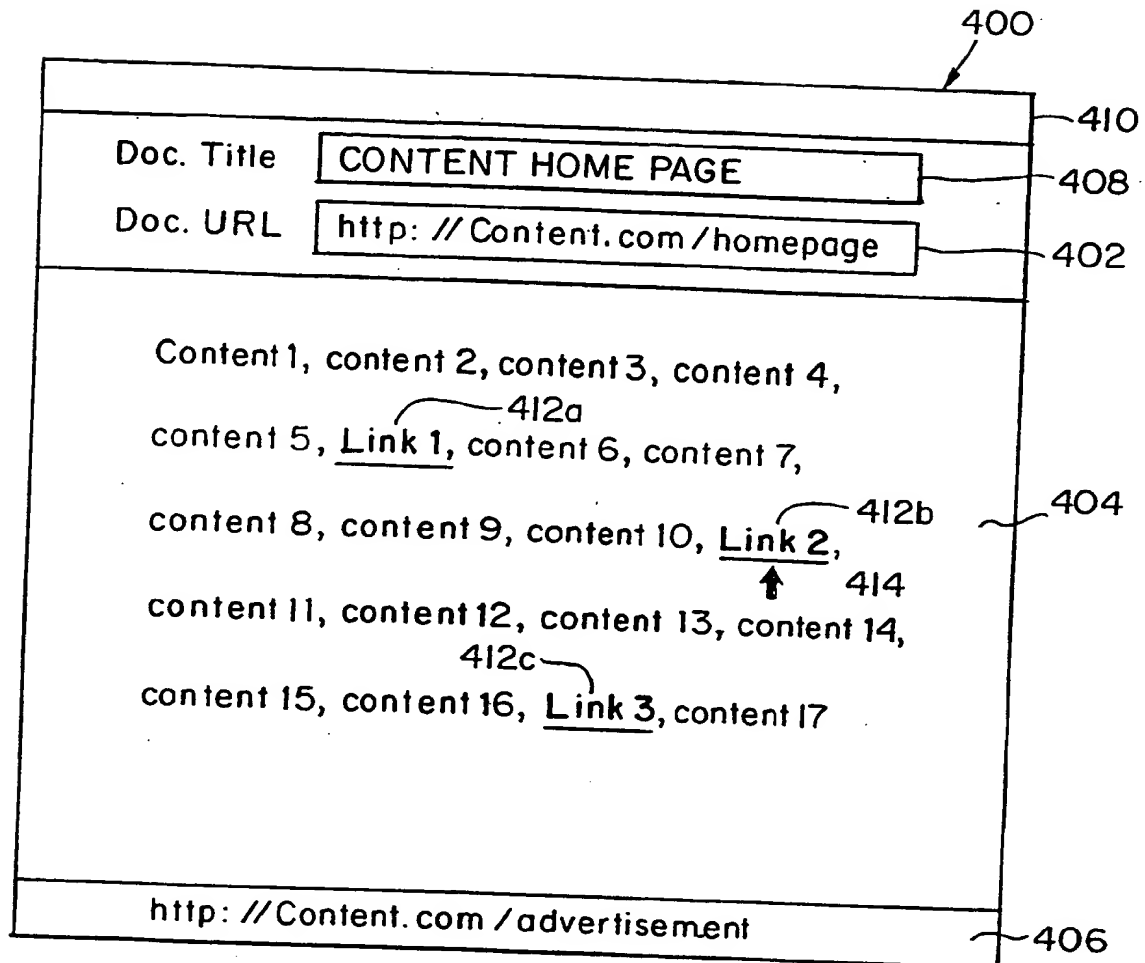 400
410
Doc. Title CONTENT HOME PAGE 408
Doc. URL http: //Content.com/homepage 402
Content 1, content 2, content 3, content 4,
412a
content 5, Link 1, content 6, content 7,
412b 404
content 8, content 9, content 10, Link 2,
414
content 11, content 12, content 13, content 14,
412c
content 15, content 16, Link 3, content 17
http: //Content.com/advertisement 406